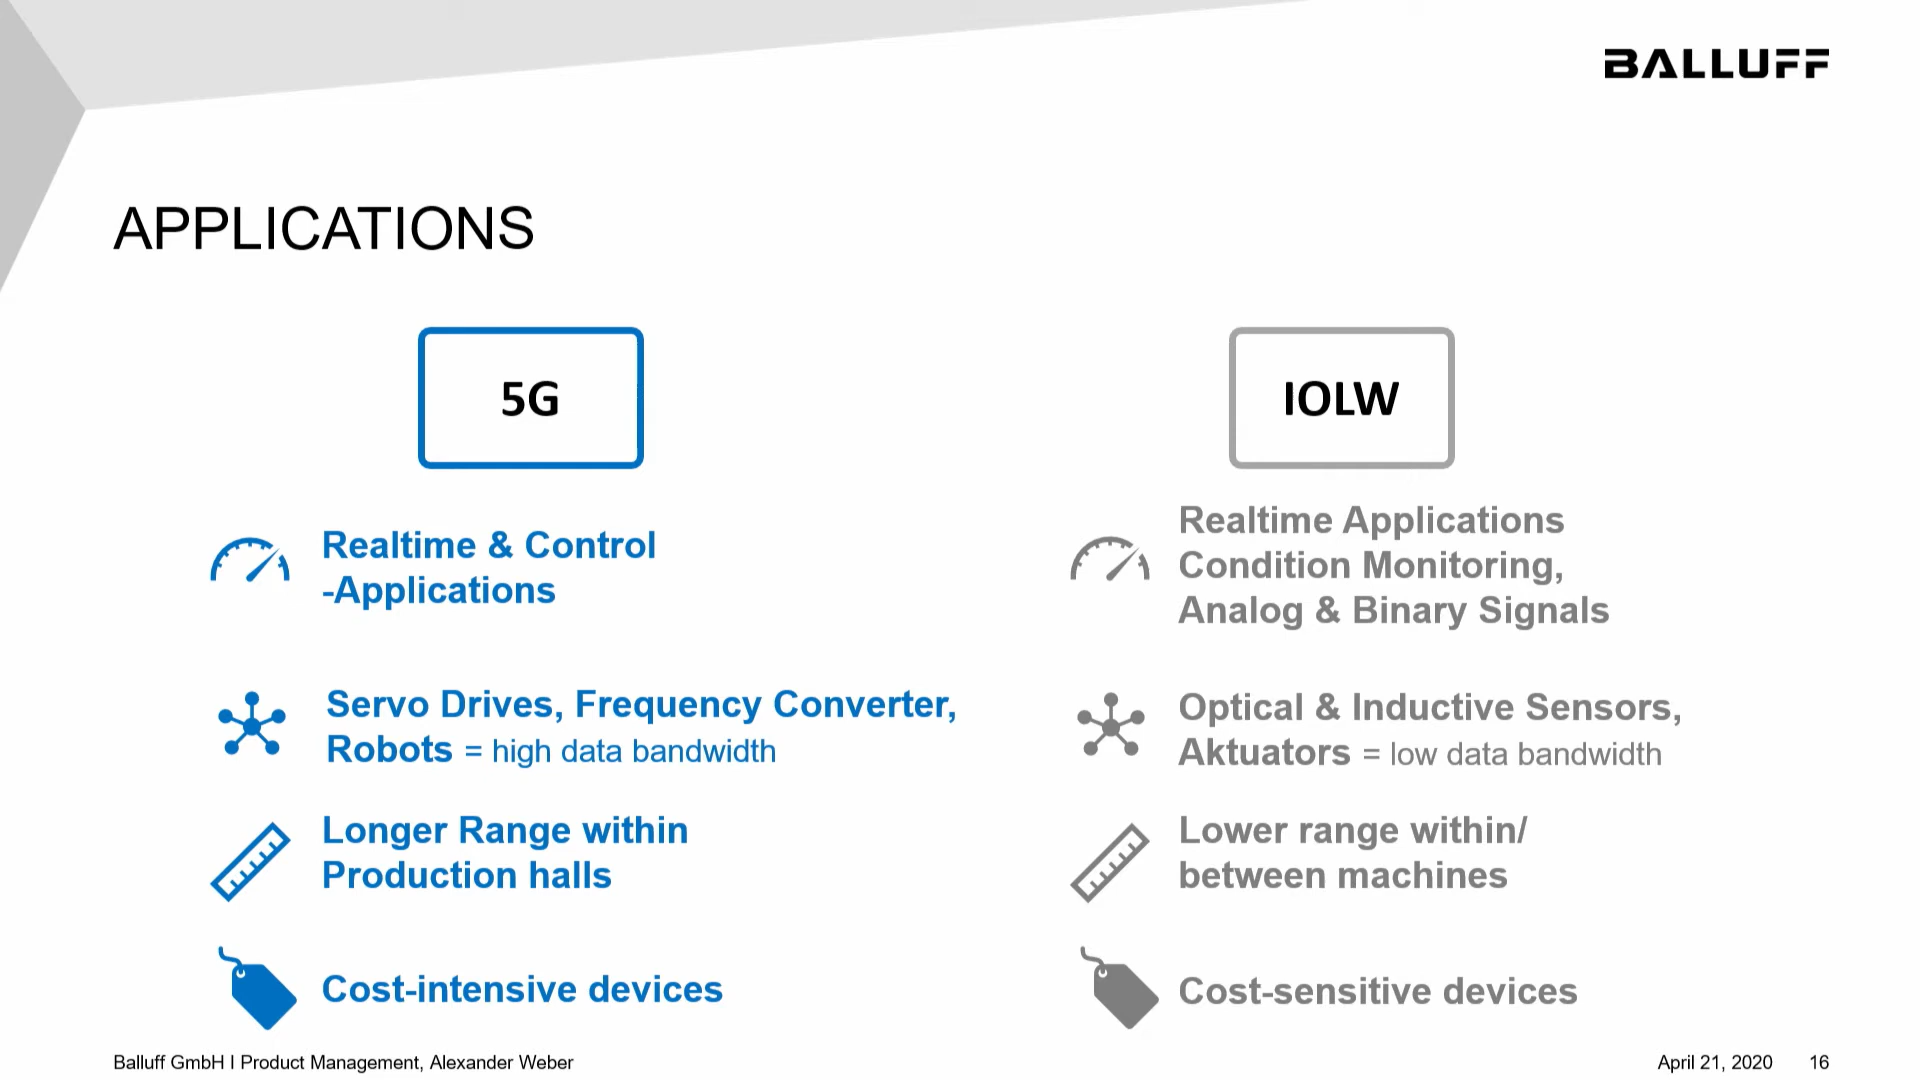 BALLUFF
APPLICATIONS
5G
Realtime & Control
-Applications
Servo Drives, Frequency Converter,
Robots = high data bandwidth
Longer Range within
Production halls
Cost-intensive devices
IOLW
Realtime Applications
Condition Monitoring,
Analog & Binary Signals
Optical & Inductive Sensors,
Aktuators = low data bandwidth
Lower range within/
between machines
Cost-sensitive devices
Balluff GmbH I Product Management, Alexander Weber
April 21, 2020 16